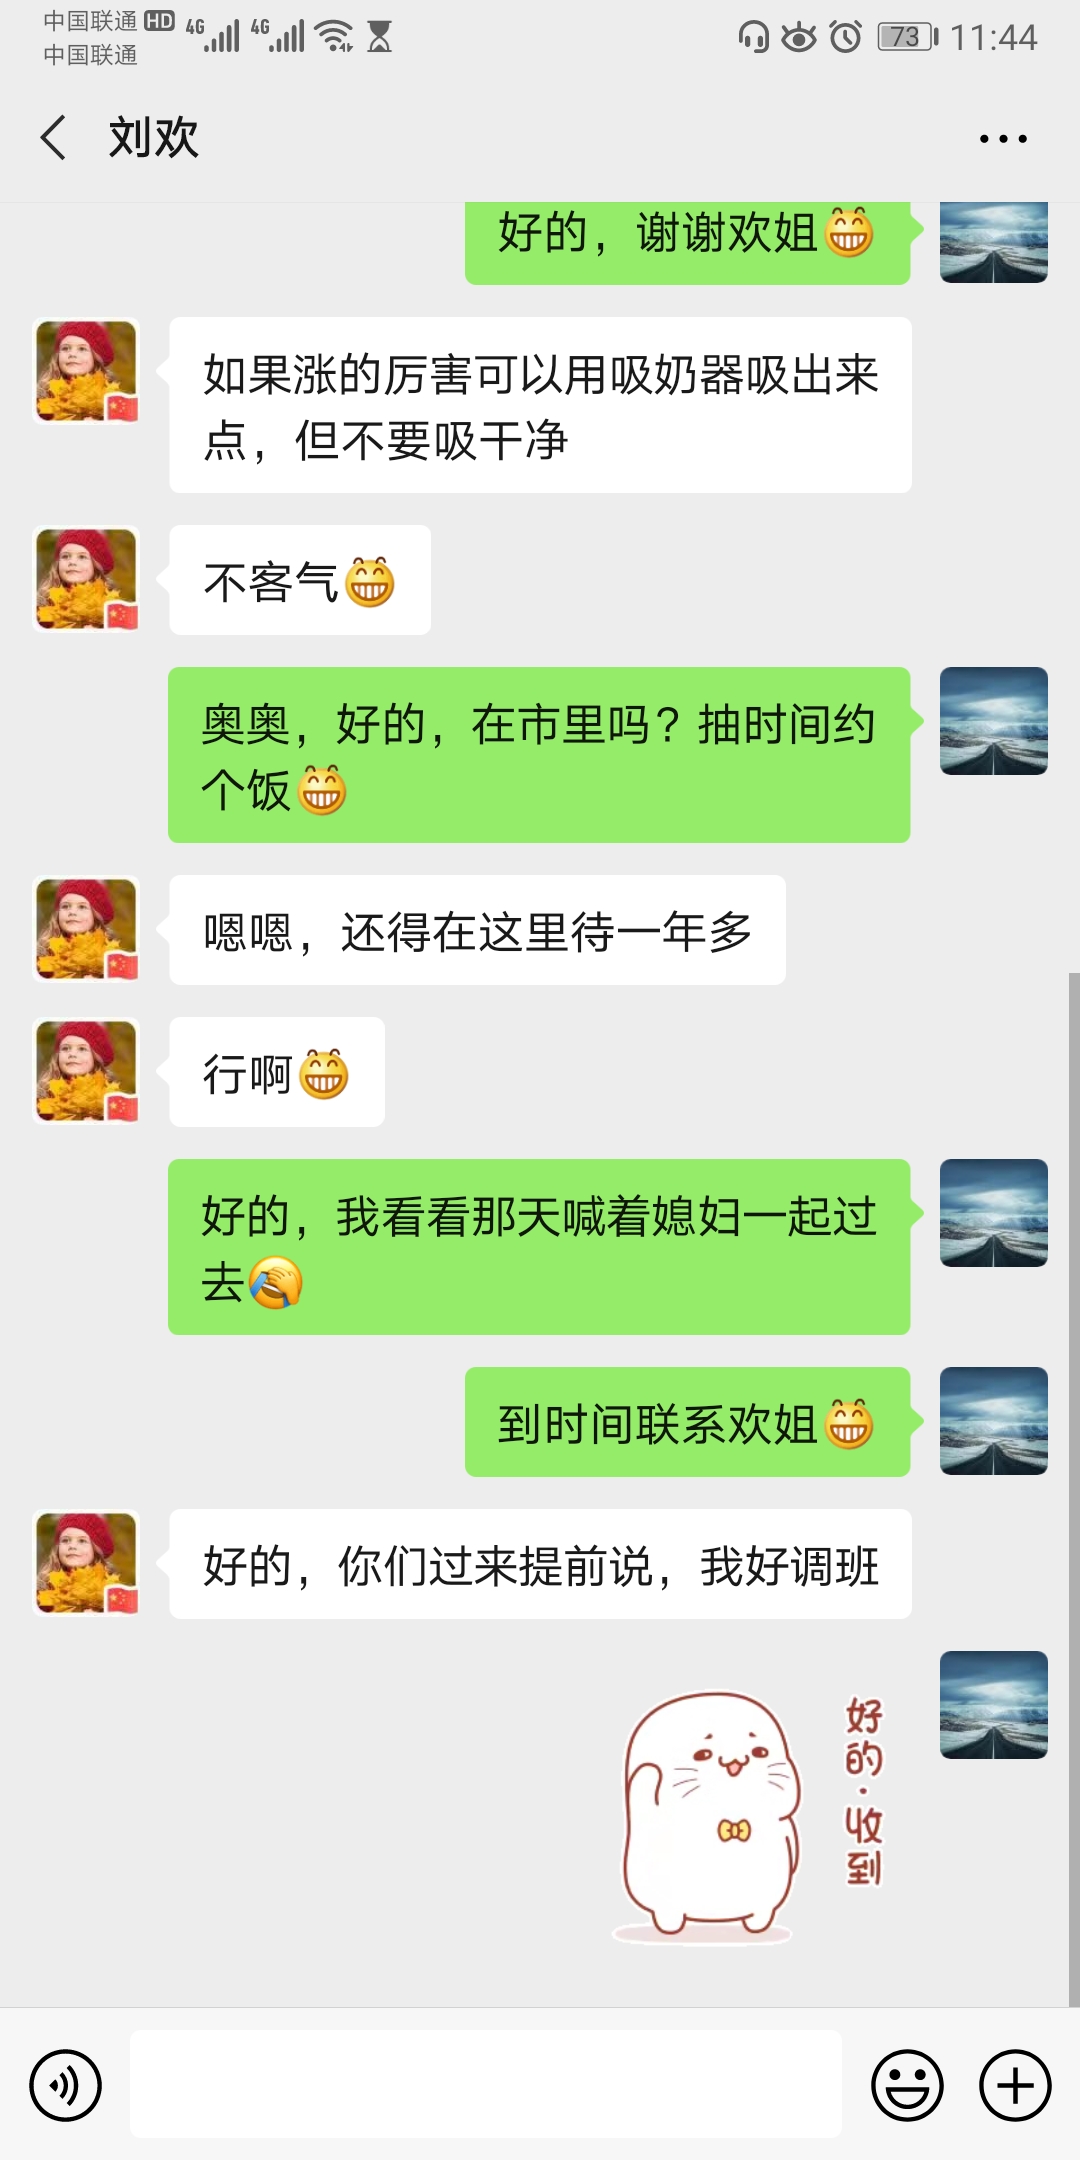 中国联通 HD 4G 4G 73 11:44
中国联通
刘欢
好的，谢谢欢姐😁
如果涨的厉害可以用吸奶器吸出来
点，但不要吸干净
不客气😁
奥奥，好的，在市里吗？抽时间约
个饭😁
嗯嗯，还得在这里待一年多
行啊😁
好的，我看看那天喊着媳妇一起过
去🤦
到时间联系欢姐😁
好的，你们过来提前说，我好调班
好的·收到